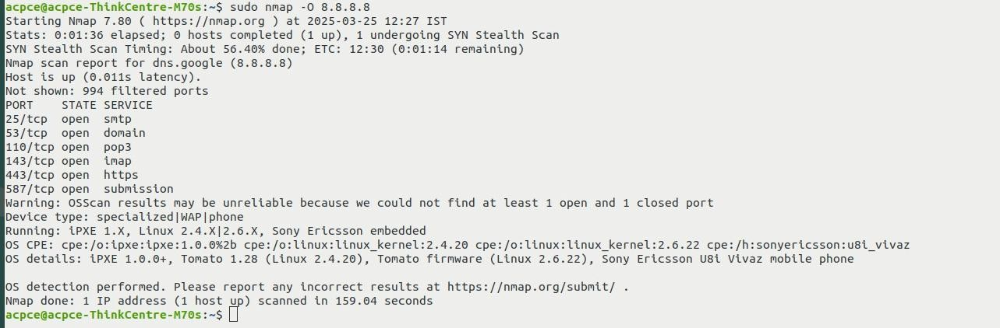 acpce@acpce-ThinkCentre-M70s:~$ sudo nmap -O 8.8.8.8
Starting Nmap 7.80 ( https://nmap.org ) at 2025-03-25 12:27 IST
Stats: 0:01:36 elapsed; 0 hosts completed (1 up), 1 undergoing SYN Stealth Scan
SYN Stealth Scan Timing: About 56.40% done; ETC: 12:30 (0:01:14 remaining)
Nmap scan report for dns.google (8.8.8.8)
Host is up (0.011s latency).
Not shown: 994 filtered ports
PORT    STATE SERVICE
25/tcp  open  smtp
53/tcp  open  domain
110/tcp open  pop3
143/tcp open  imap
443/tcp open  https
587/tcp open  submission
Warning: OSScan results may be unreliable because we could not find at least 1 open and 1 closed port
Device type: specialized|WAP|phone
Running: iPXE 1.X, Linux 2.4.X|2.6.X, Sony Ericsson embedded
OS CPE: cpe:/o:ipxe:ipxe:1.0.0%2b cpe:/o:linux:linux_kernel:2.4.20 cpe:/o:linux:linux_kernel:2.6.22 cpe:/h:sonyericsson:u8i_vivaz
OS details: iPXE 1.0.0+, Tomato 1.28 (Linux 2.4.20), Tomato firmware (Linux 2.6.22), Sony Ericsson U8i Vivaz mobile phone

OS detection performed. Please report any incorrect results at https://nmap.org/submit/ .
Nmap done: 1 IP address (1 host up) scanned in 159.04 seconds
acpce@acpce-ThinkCentre-M70s:~$